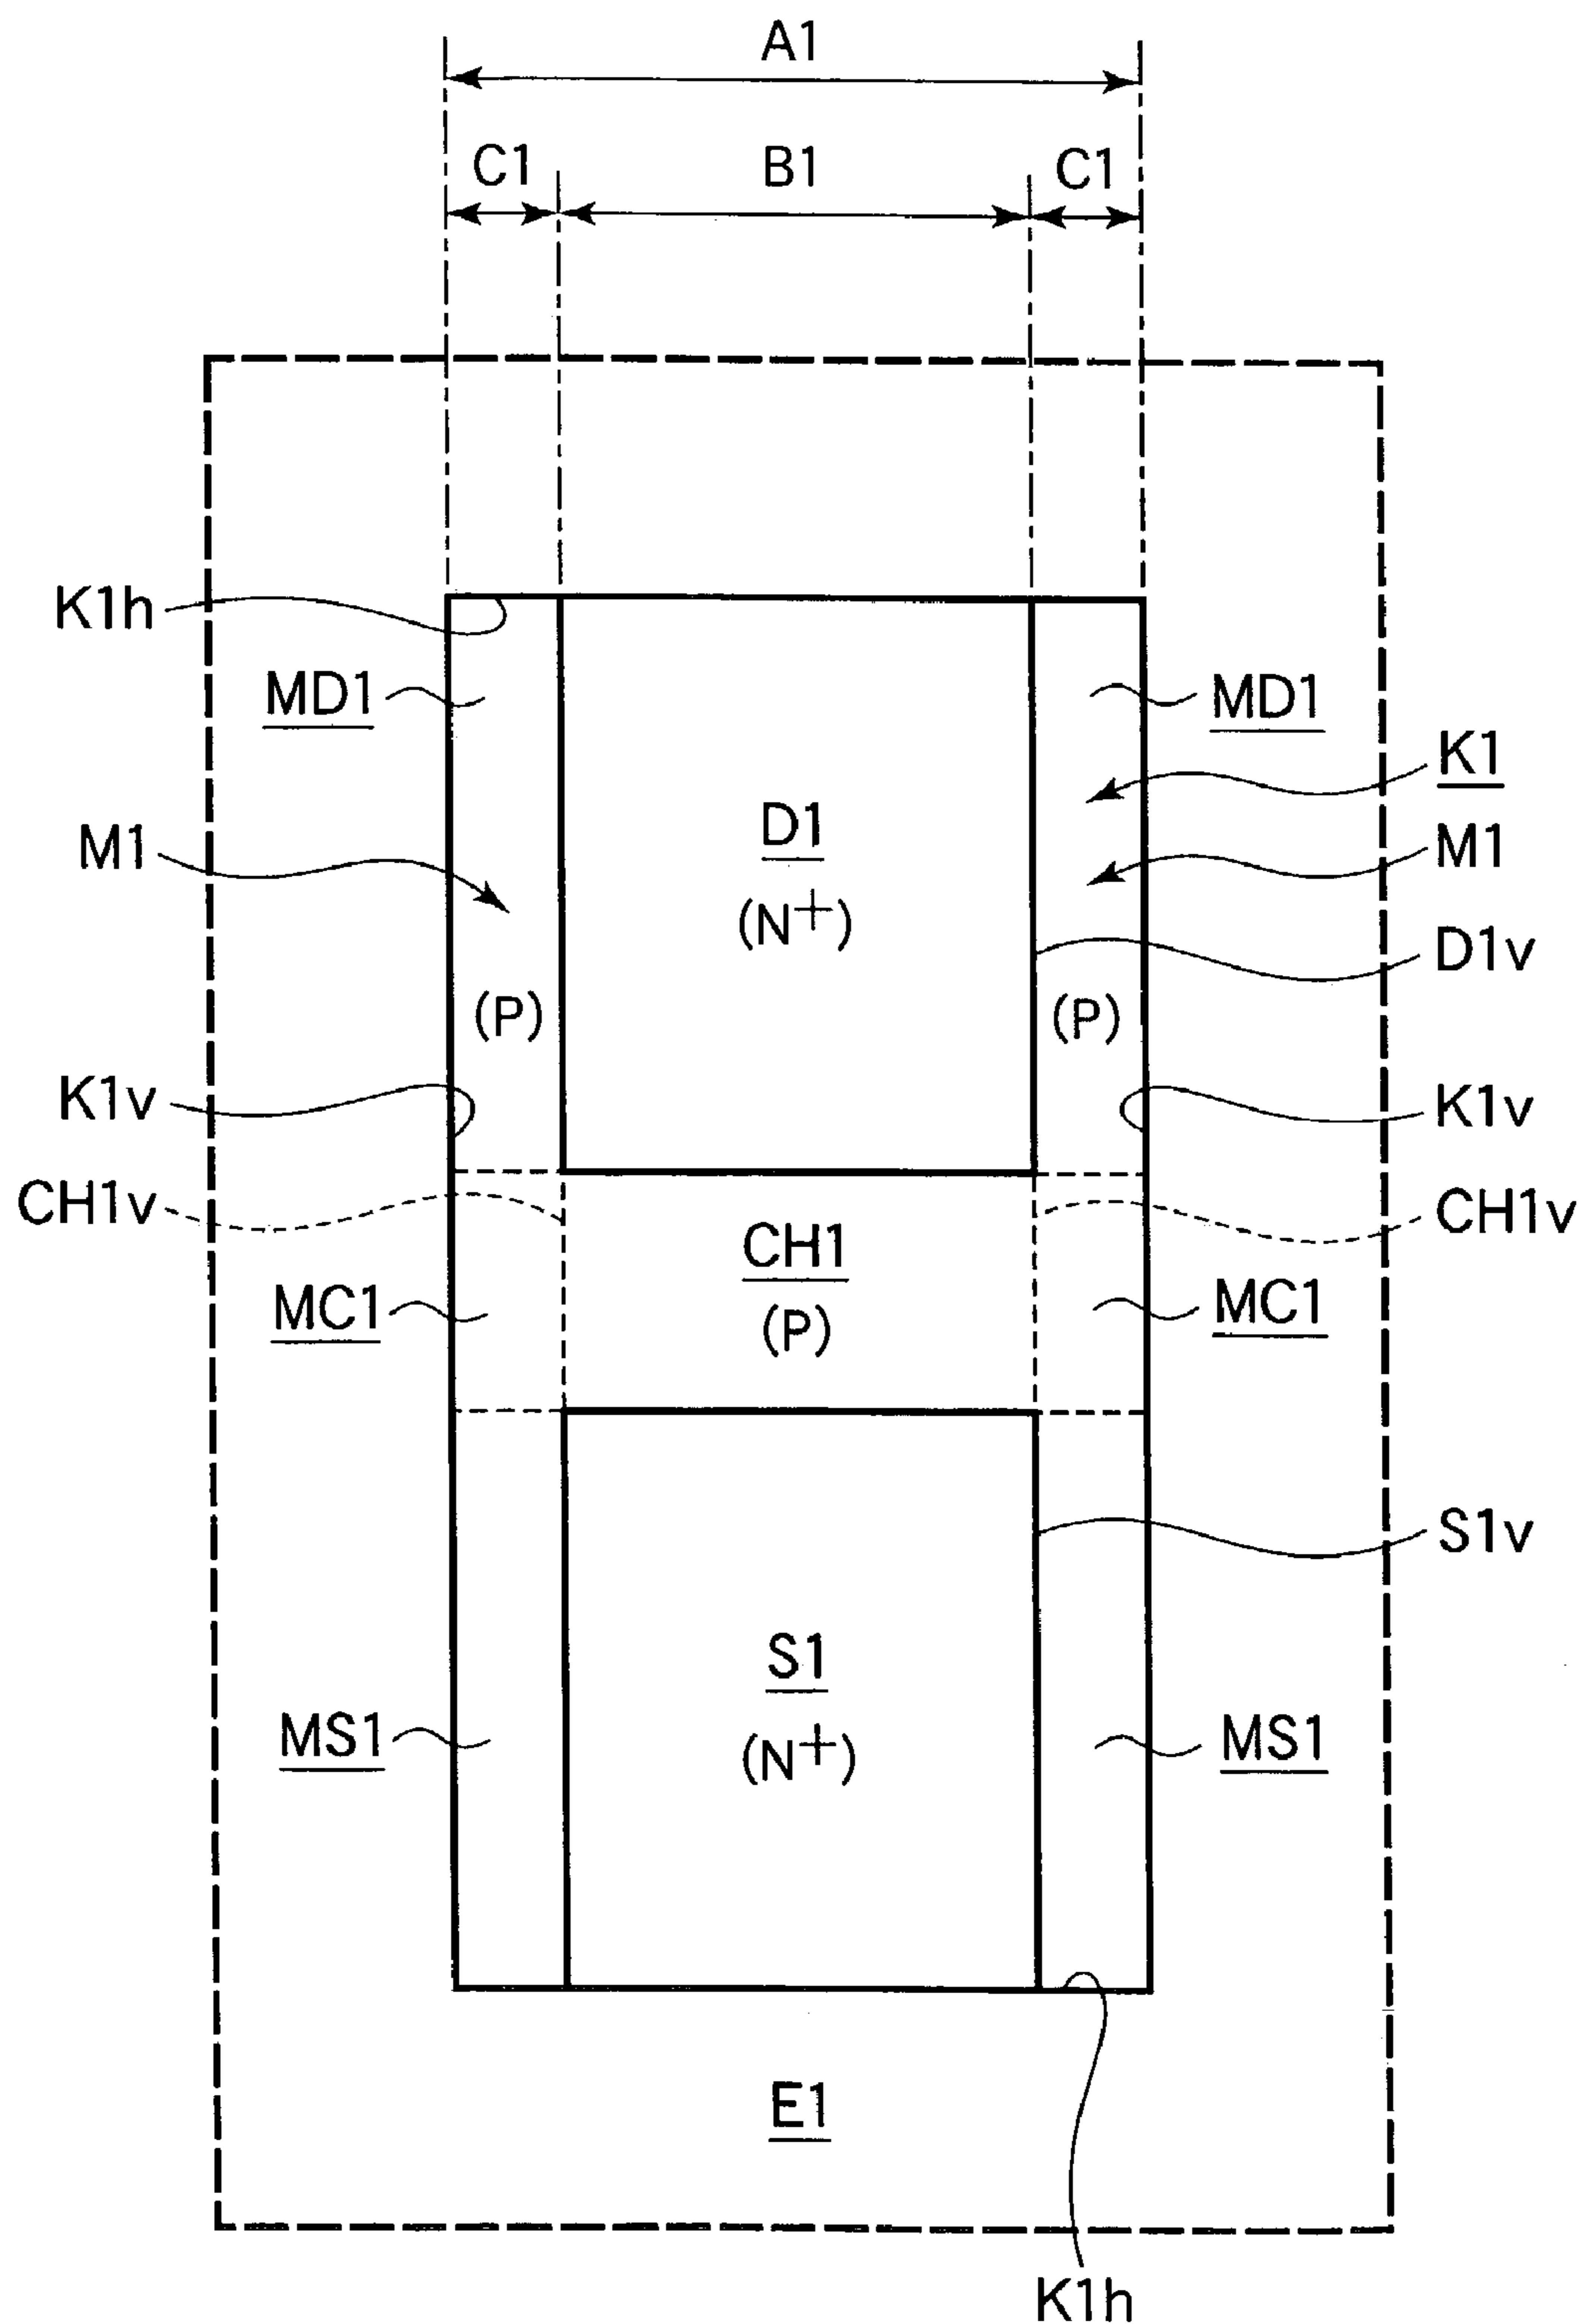 A1
C1 B1 C1
K1h
MD1 MD1
K1
M1 D1 M1
(N+)
D1v
(P) (P)
K1v K1v
CH1v CH1v
CH1
MC1 MC1
(P)
S1v
S1
MS1 MS1
(N+)
E1
K1h